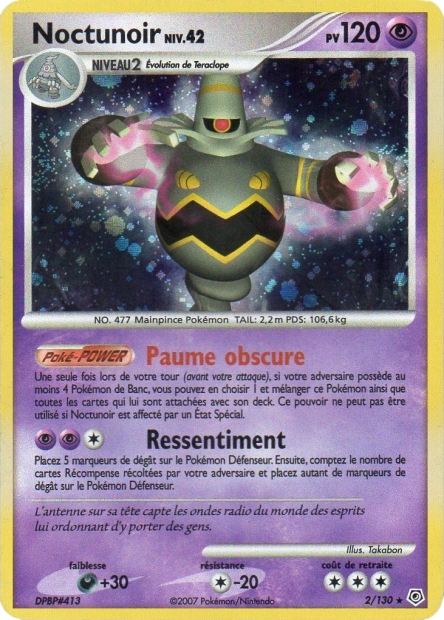 Noctunoir NIV.42 PV120
NIVEAU2 Évolution de Teraclope
NO. 477 Mainpince Pokémon TAIL: 2,2m PDS: 106,6kg
Poké-POWER Paume obscure
Une seule fois lors de votre tour (avant votre attaque), si votre adversaire possède au
moins 4 Pokémon de Banc, vous pouvez en choisir 1 et mélanger ce Pokémon ainsi que
toutes les cartes qui lui sont attachées avec son deck. Ce pouvoir ne peut pas être
utilisé si Noctunoir est affecté par un État Spécial.
Ressentiment
Placez 5 marqueurs de dégât sur le Pokémon Défenseur. Ensuite, comptez le nombre de
cartes Récompense récoltées par votre adversaire et placez autant de marqueurs de
dégât sur le Pokémon Défenseur.
L'antenne sur sa tête capte les ondes radio du monde des esprits
lui ordonnant d'y porter des gens.
Illus. Takabon
faiblesse résistance coût de retraite
+30 -20
DPBP#413 ©2007 Pokémon/Nintendo 2/130 ★